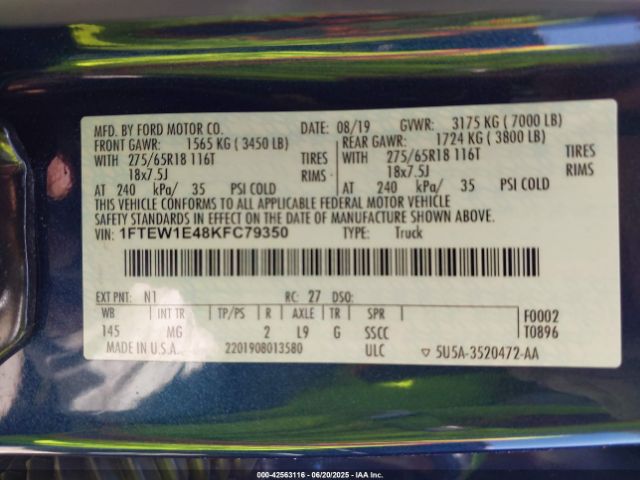 MFD. BY FORD MOTOR CO. DATE: 08/19 GVWR: 3175 KG ( 7000 LB)
FRONT GAWR: 1565 KG ( 3450 LB) REAR GAWR: 1724 KG ( 3800 LB)
WITH 275/65R18 116T TIRES WITH 275/65R18 116T TIRES
18x7.5J RIMS 18x7.5J RIMS
AT 240 kPa/ 35 PSI COLD AT 240 kPa/ 35 PSI COLD
THIS VEHICLE CONFORMS TO ALL APPLICABLE FEDERAL MOTOR VEHICLE
SAFETY STANDARDS IN EFFECT ON THE DATE OF MANUFACTURE SHOWN ABOVE.
VIN: 1FTEW1E48KFC79350 TYPE: Truck
EXT PNT: N1 RC: 27 DSO:
WB INT TR TP/PS R AXLE TR SPR F0002
145 MG 2 L9 G SSCC T0896
MADE IN U.S.A. 2201908013580 ULC ▽ 5U5A-3520472-AA
000-42563116 - 06/20/2025 - IAA Inc.